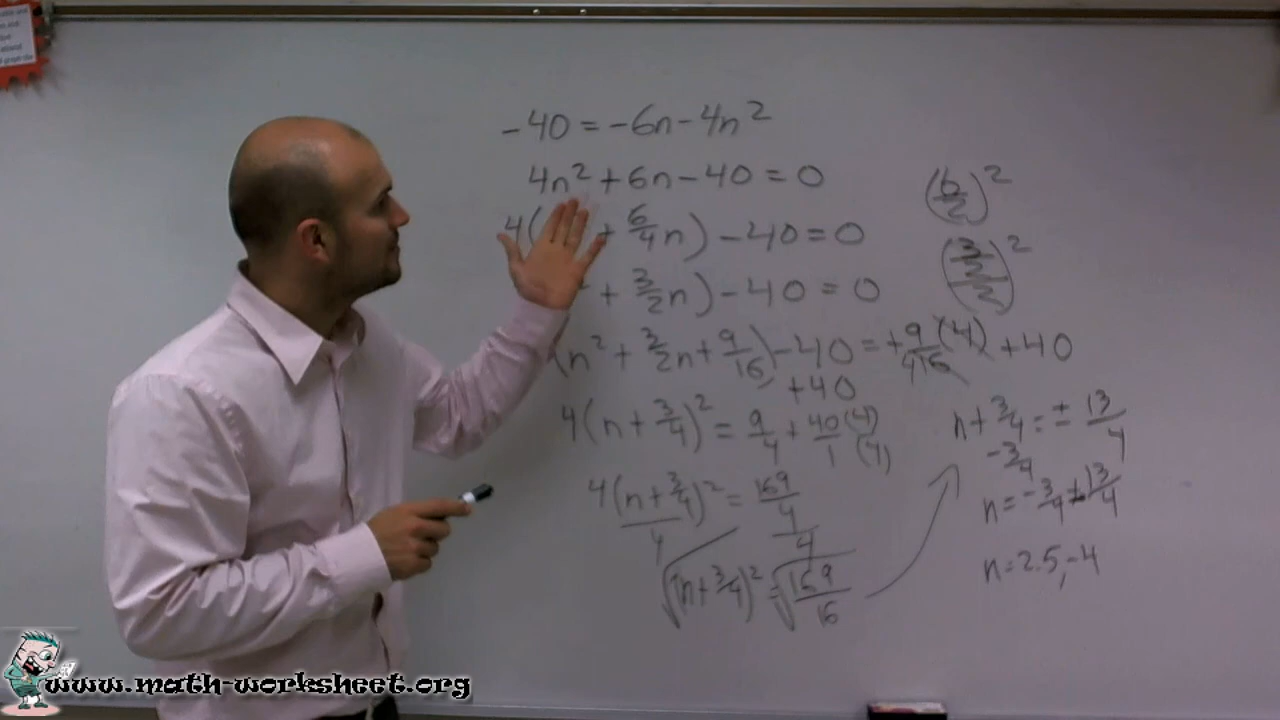 -40 = -6n - 4n²
4n² + 6n - 40 = 0
4( + 6/4 n) - 40 = 0
² + 3/2 n) - 40 = 0
(n² + 3/2 n + 9/16) - 40 = + 9/16 (4) + 40
+40
4(n + 3/4)² = 9/4 + 40/1 (4)/(4)
4(n + 3/4)²/4 = 169/4/4
√(n + 3/4)² = √169/16
(6/2)²
(3/2/2)²
n + 3/4 = ± 13/4
-3/4
n = -3/4 ± 13/4
n = 2.5, -4
www.math-worksheet.org